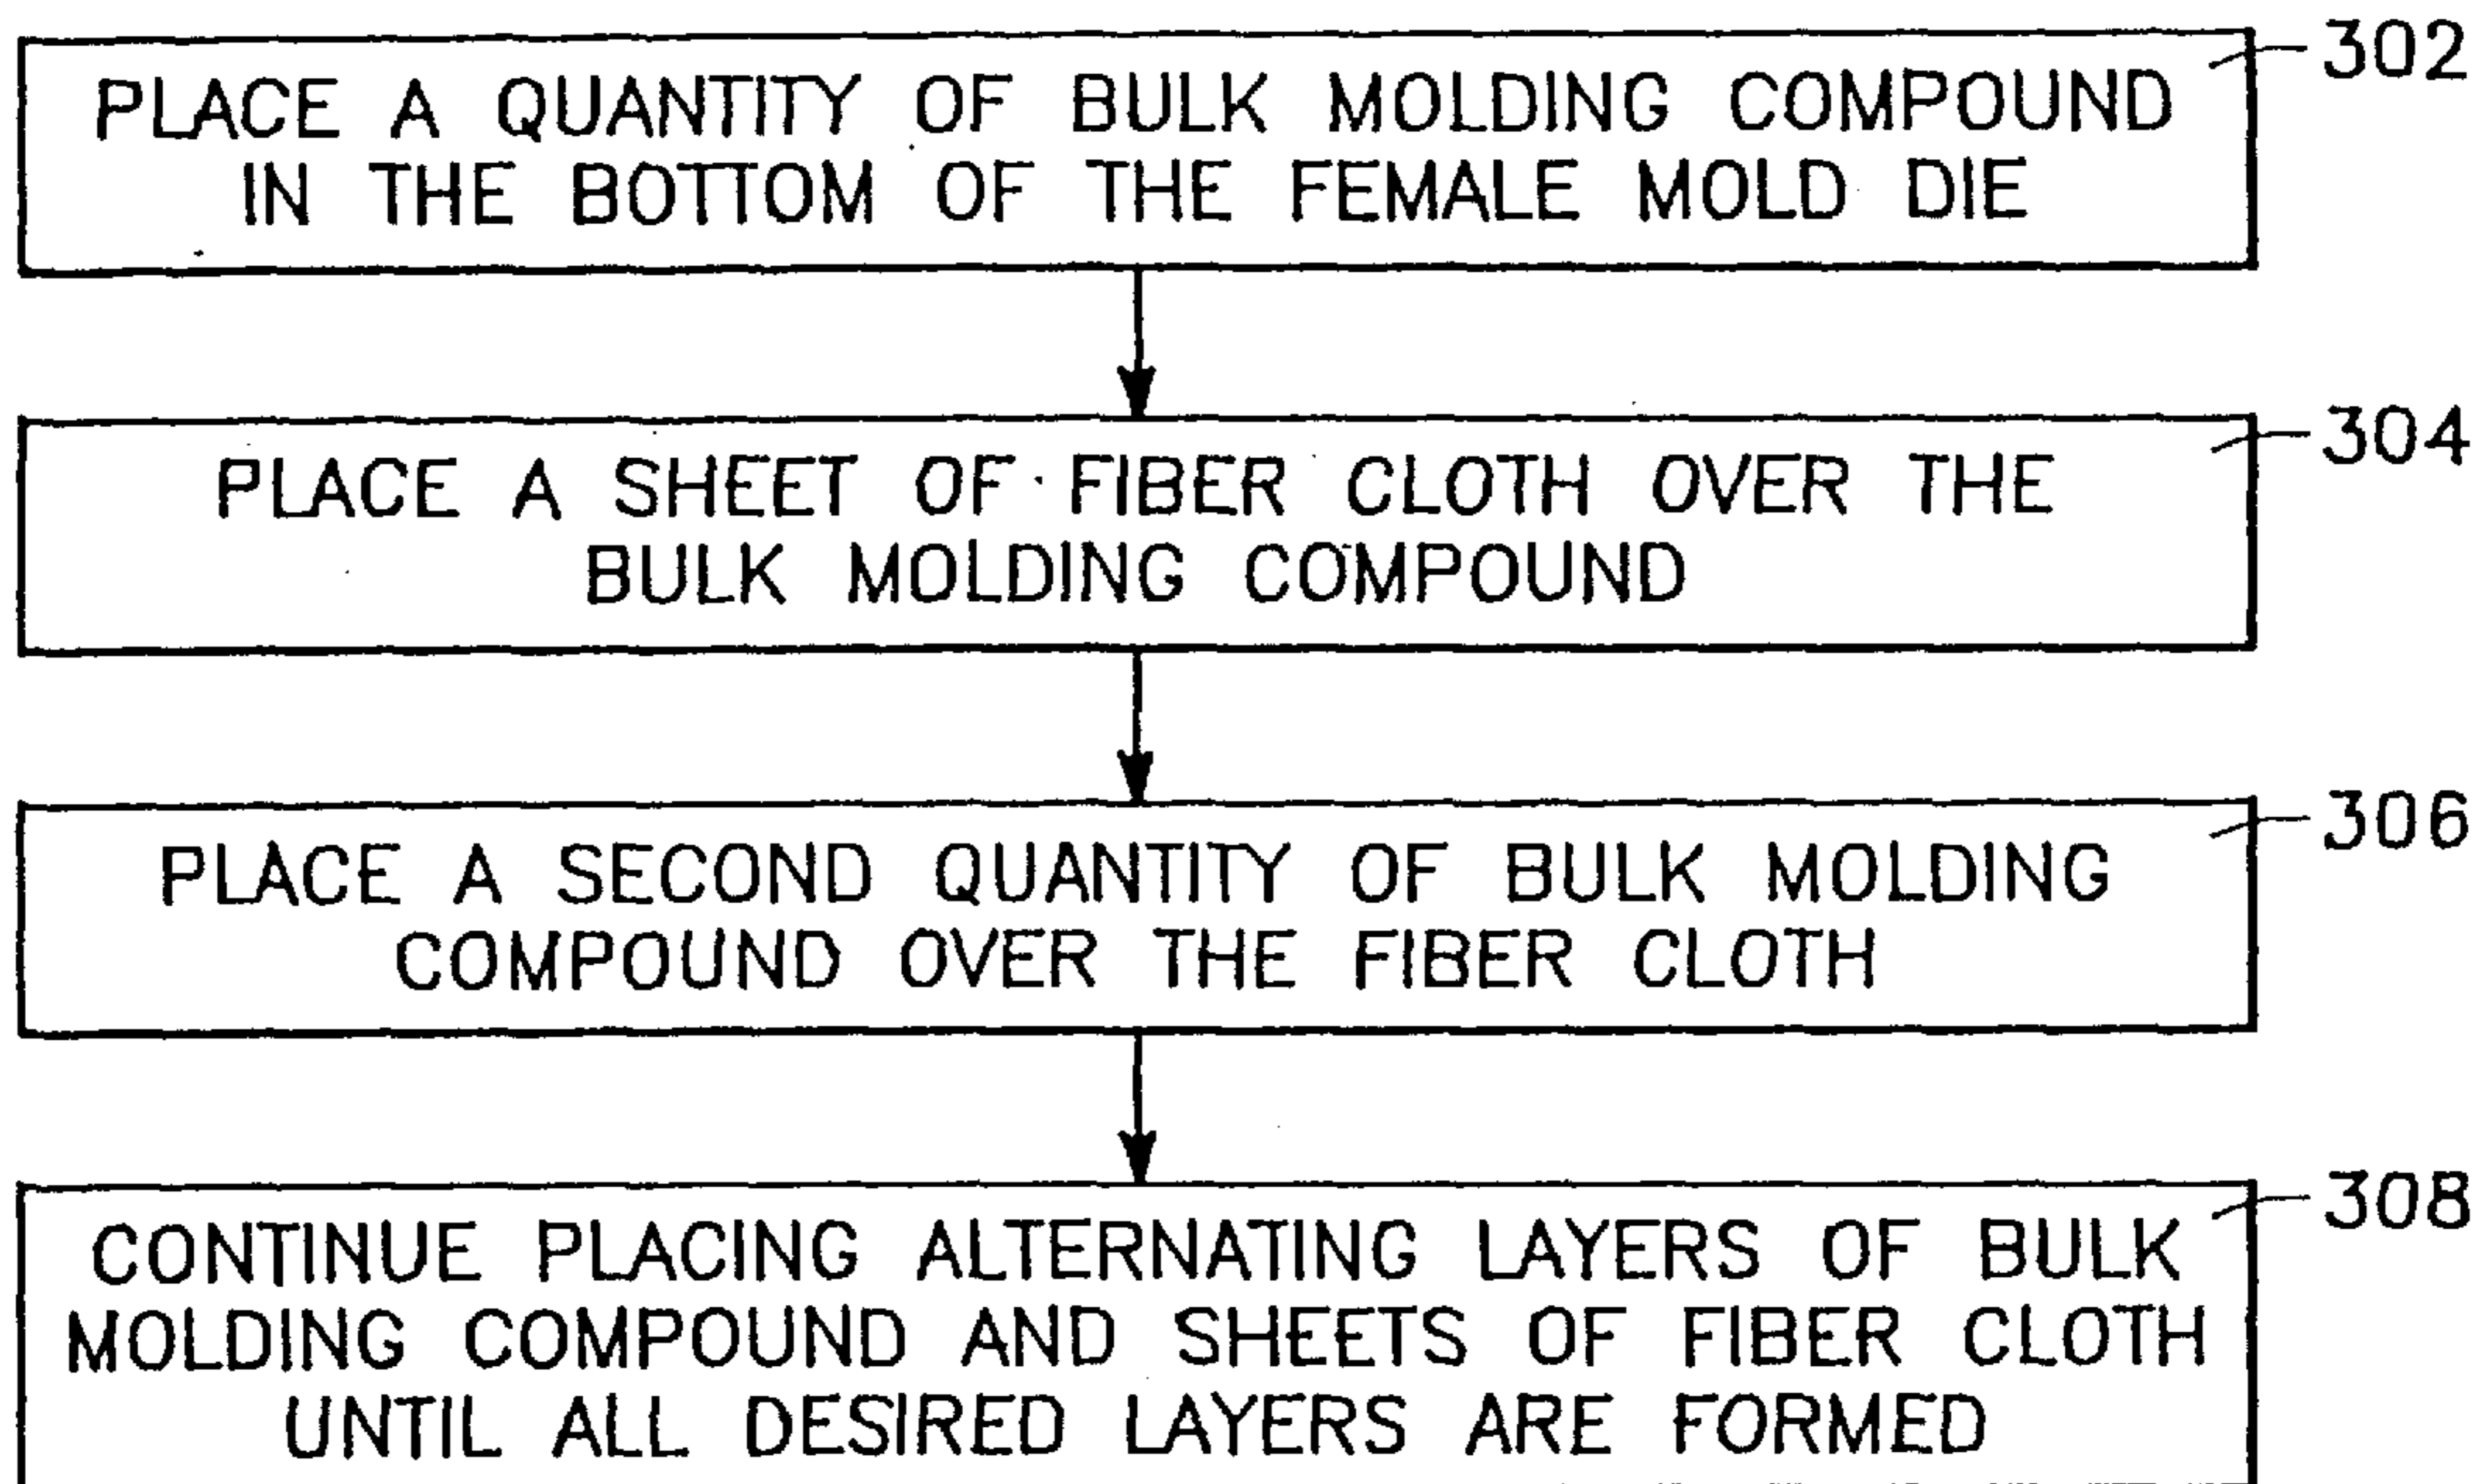 302
PLACE A QUANTITY OF BULK MOLDING COMPOUND
IN THE BOTTOM OF THE FEMALE MOLD DIE
304
PLACE A SHEET OF FIBER CLOTH OVER THE
BULK MOLDING COMPOUND
306
PLACE A SECOND QUANTITY OF BULK MOLDING
COMPOUND OVER THE FIBER CLOTH
308
CONTINUE PLACING ALTERNATING LAYERS OF BULK
MOLDING COMPOUND AND SHEETS OF FIBER CLOTH
UNTIL ALL DESIRED LAYERS ARE FORMED